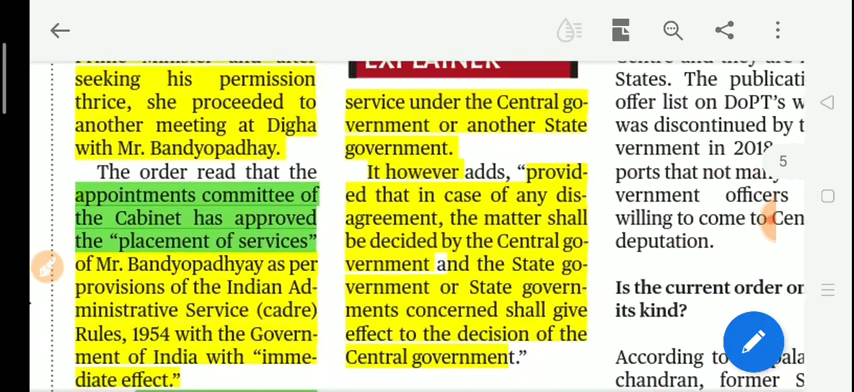 seeking his permission
thrice, she proceeded to
another meeting at Digha
with Mr. Bandyopadhay.
The order read that the
appointments committee of
the Cabinet has approved
the “placement of services”
of Mr. Bandyopadhyay as per
provisions of the Indian Ad-
ministrative Service (cadre)
Rules, 1954 with the Govern-
ment of India with “imme-
diate effect.”
EXPLAINER
service under the Central go-
vernment or another State
government.
It however adds, “provid-
ed that in case of any dis-
agreement, the matter shall
be decided by the Central go-
vernment and the State go-
vernment or State govern-
ments concerned shall give
effect to the decision of the
Central government.”
States. The publicati
offer list on DoPT’s w
was discontinued by t
vernment in 2018
ports that not man
vernment officers
willing to come to Cen
deputation.
Is the current order on
its kind?
According to pala
chandran, former S
5